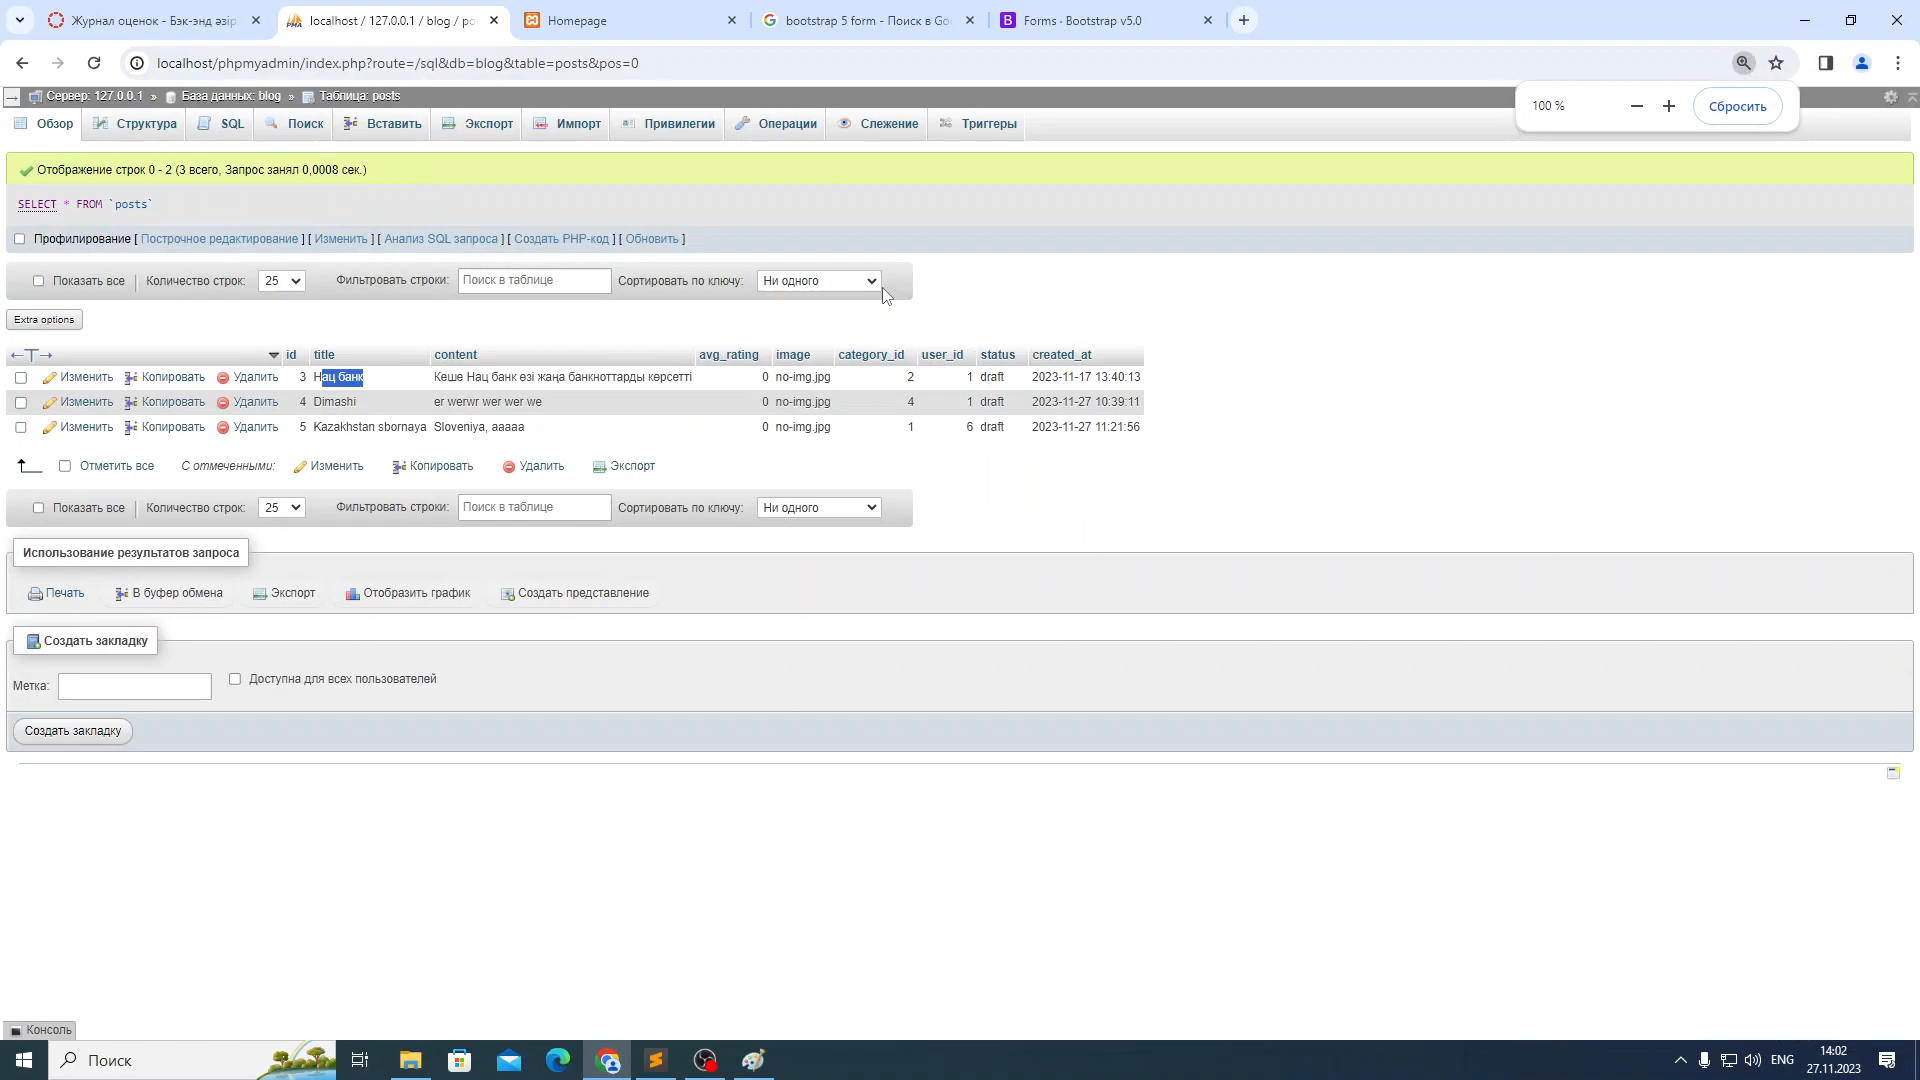 Журнал оценок - Бэк-энд әзір
localhost / 127.0.0.1 / blog / po
Homepage
bootstrap 5 form - Поиск в Go
Forms · Bootstrap v5.0
localhost/phpmyadmin/index.php?route=/sql&db=blog&table=posts&pos=0
100 %
Сбросить
Сервер: 127.0.0.1 » База данных: blog » Таблица: posts
Обзор Структура SQL Поиск Вставить Экспорт Импорт Привилегии Операции Слежение Триггеры
Отображение строк 0 - 2 (3 всего, Запрос занял 0,0008 сек.)
SELECT * FROM `posts`
Профилирование [ Построчное редактирование ] [ Изменить ] [ Анализ SQL запроса ] [ Создать PHP-код ] [ Обновить ]
Показать все Количество строк: 25 Фильтровать строки: Поиск в таблице Сортировать по ключу: Ни одного
Extra options
id title content avg_rating image category_id user_id status created_at
Изменить Копировать Удалить 3 Нац банк Кеше Нац банк өзі жаңа банкноттарды көрсетті 0 no-img.jpg 2 1 draft 2023-11-17 13:40:13
Изменить Копировать Удалить 4 Dimashi er werwr wer wer we 0 no-img.jpg 4 1 draft 2023-11-27 10:39:11
Изменить Копировать Удалить 5 Kazakhstan sbornaya Sloveniya, aaaaa 0 no-img.jpg 1 6 draft 2023-11-27 11:21:56
Отметить все С отмеченными: Изменить Копировать Удалить Экспорт
Показать все Количество строк: 25 Фильтровать строки: Поиск в таблице Сортировать по ключу: Ни одного
Использование результатов запроса
Печать В буфер обмена Экспорт Отобразить график Создать представление
Создать закладку
Метка: Доступна для всех пользователей
Создать закладку
Консоль
Поиск
ENG
14:02
27.11.2023